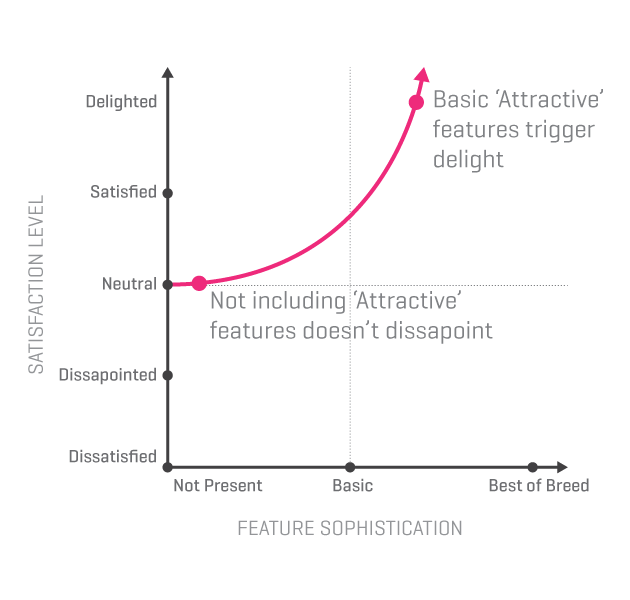 Delighted
Basic ‘Attractive’
features trigger
delight
Satisfied
SATISFACTION LEVEL
Neutral
Not including ‘Attractive’
features doesn’t dissapoint
Dissapointed
Dissatisfied
Not Present
Basic
Best of Breed
FEATURE SOPHISTICATION